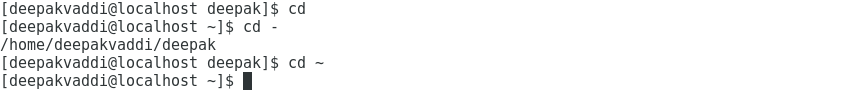 [deepakvaddi@localhost deepak]$ cd
[deepakvaddi@localhost ~]$ cd -
/home/deepakvaddi/deepak
[deepakvaddi@localhost deepak]$ cd ~
[deepakvaddi@localhost ~]$